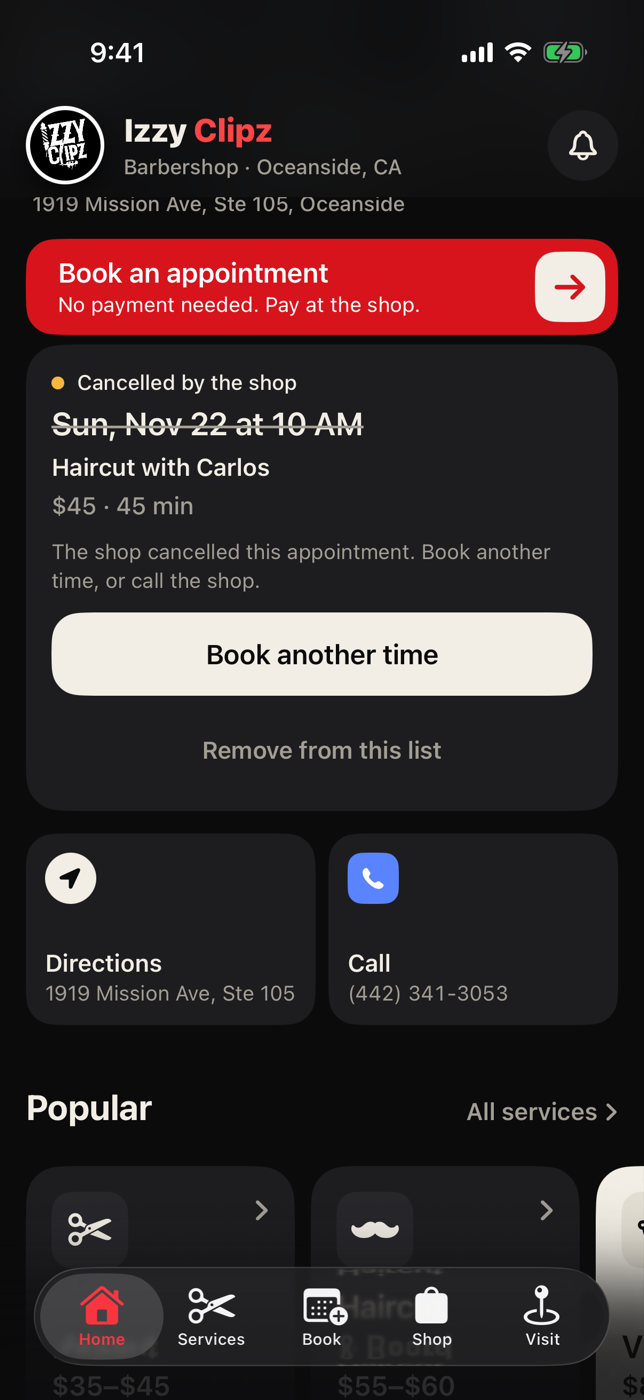 9:41
IZZY
CLIPZ
Izzy Clipz
Barbershop · Oceanside, CA
1919 Mission Ave, Ste 105, Oceanside
Book an appointment
No payment needed. Pay at the shop.
Cancelled by the shop
Sun, Nov 22 at 10 AM
Haircut with Carlos
$45 · 45 min
The shop cancelled this appointment. Book another
time, or call the shop.
Book another time
Remove from this list
Directions
1919 Mission Ave, Ste 105
Call
(442) 341-3053
Popular
All services
Home
Services
Book
Shop
Visit
$35–$45
$55–$60